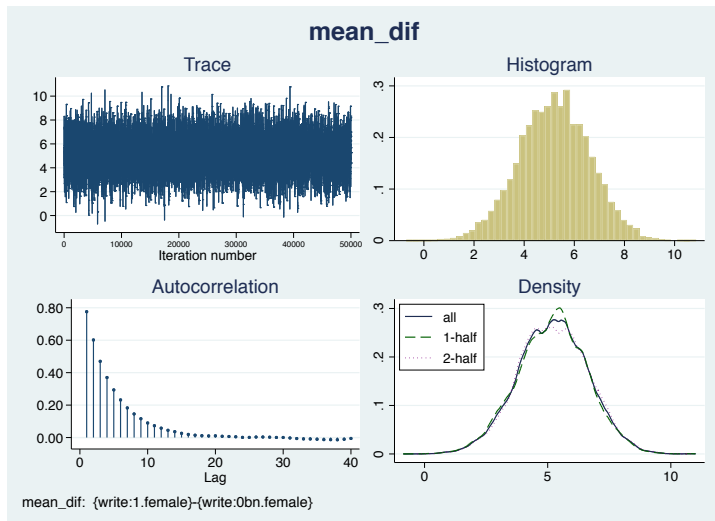 mean_dif
Trace
10
8
6
4
2
0
0 10000 20000 30000 40000 50000
Iteration number
Histogram
.3
.2
.1
0
0 2 4 6 8 10
Autocorrelation
0.80
0.60
0.40
0.20
0.00
0 10 20 30 40
Lag
Density
all
1-half
2-half
.3
.2
.1
0
0 5 10
mean_dif: {write:1.female}-{write:0bn.female}